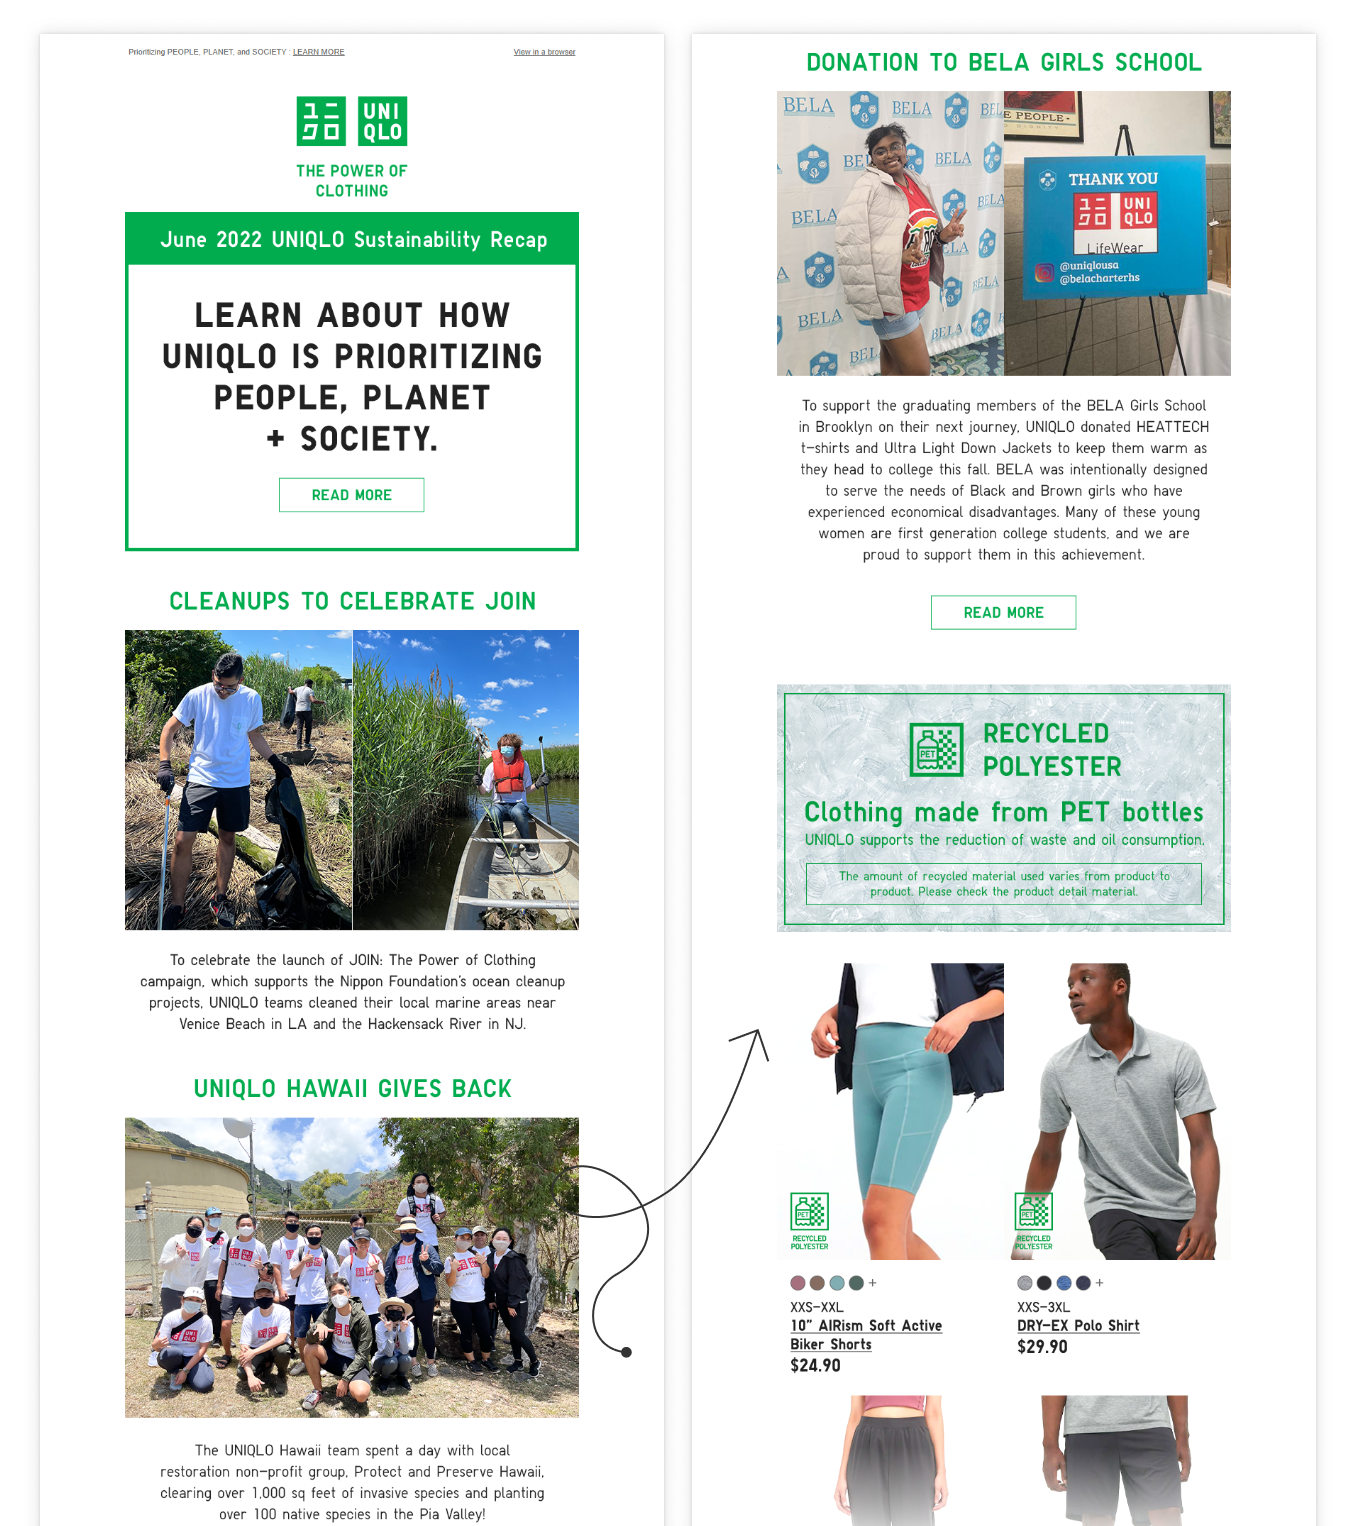 Prioritizing PEOPLE, PLANET, and SOCIETY : LEARN MORE
View in a browser
ユニ UNI
クロ QLO
THE POWER OF
CLOTHING
June 2022 UNIQLO Sustainability Recap
LEARN ABOUT HOW
UNIQLO IS PRIORITIZING
PEOPLE, PLANET
+ SOCIETY.
READ MORE
CLEANUPS TO CELEBRATE JOIN
To celebrate the launch of JOIN: The Power of Clothing
campaign, which supports the Nippon Foundation's ocean cleanup
projects, UNIQLO teams cleaned their local marine areas near
Venice Beach in LA and the Hackensack River in NJ.
UNIQLO HAWAII GIVES BACK
The UNIQLO Hawaii team spent a day with local
restoration non-profit group, Protect and Preserve Hawaii,
clearing over 1,000 sq feet of invasive species and planting
over 100 native species in the Pia Valley!
DONATION TO BELA GIRLS SCHOOL
BELA
BELA
BEL
BEL
BELA
BELA
BELA
BELA
BELA
BELA
BEL
E PEOPLE-
THANK YOU
ユニ UNI
クロ QLO
LifeWear
@uniqlousa
@belacharterhs
To support the graduating members of the BELA Girls School
in Brooklyn on their next journey, UNIQLO donated HEATTECH
t-shirts and Ultra Light Down Jackets to keep them warm as
they head to college this fall. BELA was intentionally designed
to serve the needs of Black and Brown girls who have
experienced economical disadvantages. Many of these young
women are first generation college students, and we are
proud to support them in this achievement.
READ MORE
PET
RECYCLED
POLYESTER
Clothing made from PET bottles
UNIQLO supports the reduction of waste and oil consumption.
The amount of recycled material used varies from product to
product. Please check the product detail material.
PET
RECYCLED
POLYESTER
PET
RECYCLED
POLYESTER
+
XXS-XXL
10" AIRism Soft Active
Biker Shorts
$24.90
+
XXS-3XL
DRY-EX Polo Shirt
$29.90